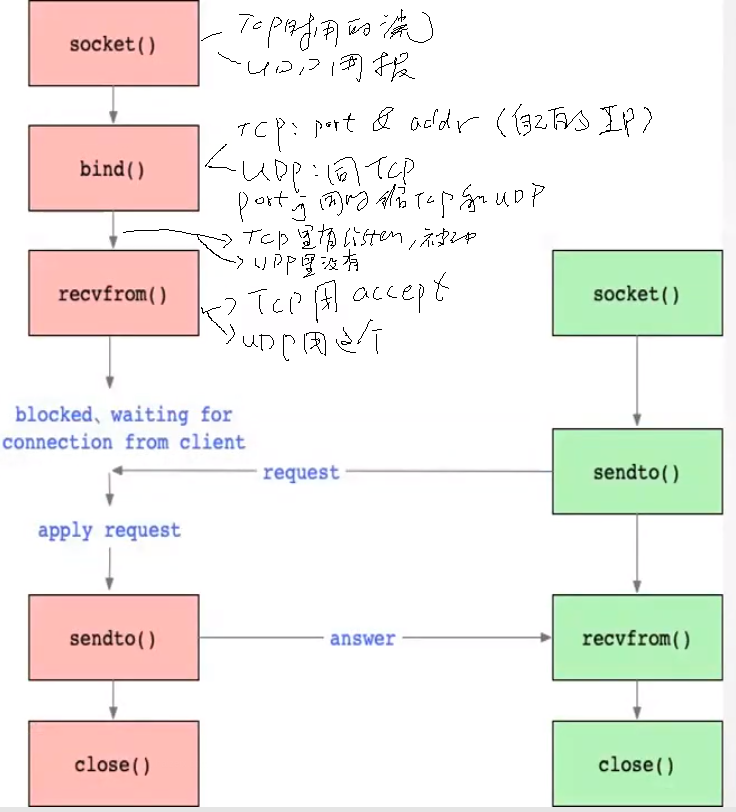 socket()
TCP时用的流
UDP用报
bind()
TCP: port & addr (自己的IP)
UDP:同TCP
port可同时给TCP和UDP
TCP里有listen,被动
UDP里没有
recvfrom()
TCP用accept
UDP用这个
socket()
blocked、waiting for
connection from client
request
sendto()
apply request
sendto()
answer
recvfrom()
close()
close()